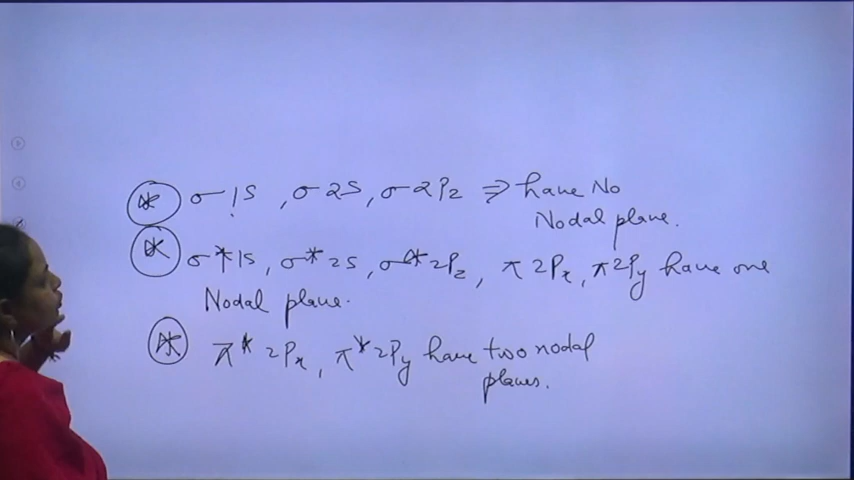 * σ 1S, σ 2S, σ 2Pz ⇒ have No
Nodal plane.
* σ*1S, σ* 2S, σ* 2Pz, π 2Px, π2Py have one
Nodal plane.
* π* 2Px, π* 2Py have two nodal
planes.